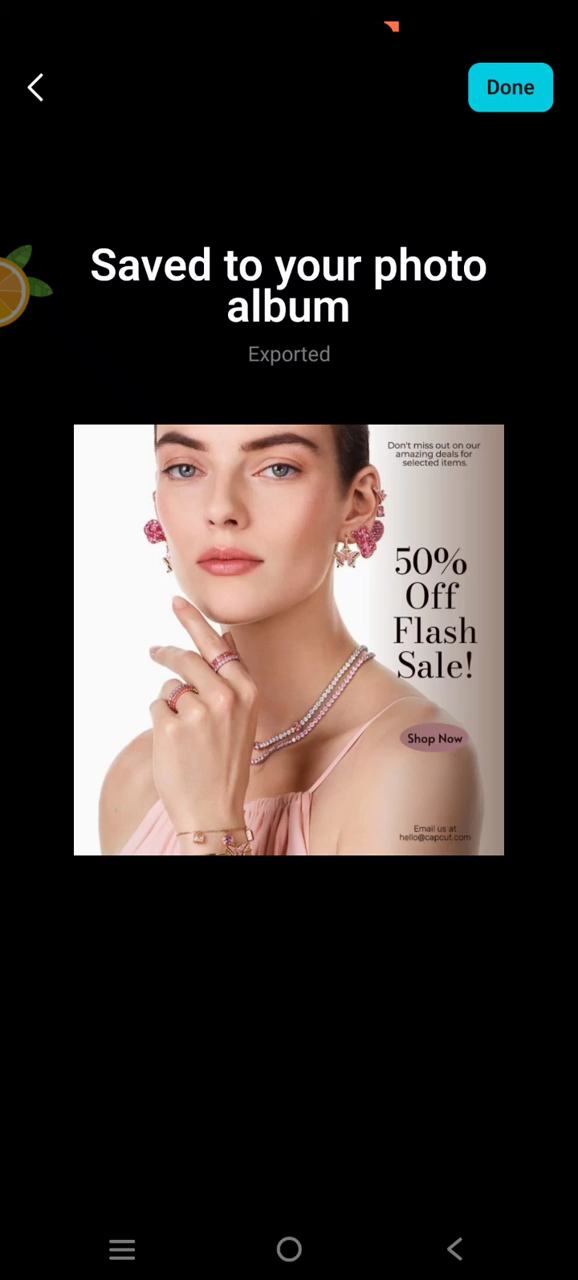 Done
Saved to your photo
album
Exported
Don't miss out on our
amazing deals for
selected items.
50%
Off
Flash
Sale!
Shop Now
Email us at
hello@capcut.com